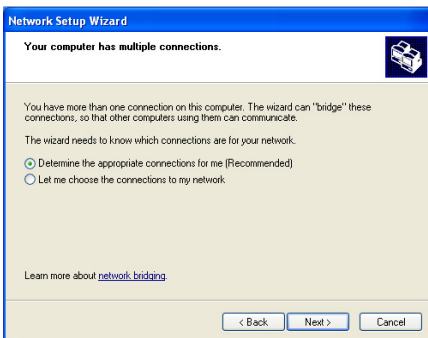 Network Setup Wizard
Your computer has multiple connections.
You have more than one connection on this computer. The wizard can "bridge" these
connections, so that other computers using them can communicate.
The wizard needs to know which connections are for your network.
Determine the appropriate connections for me (Recommended)
Let me choose the connections to my network
Learn more about network bridging.
< Back Next > Cancel